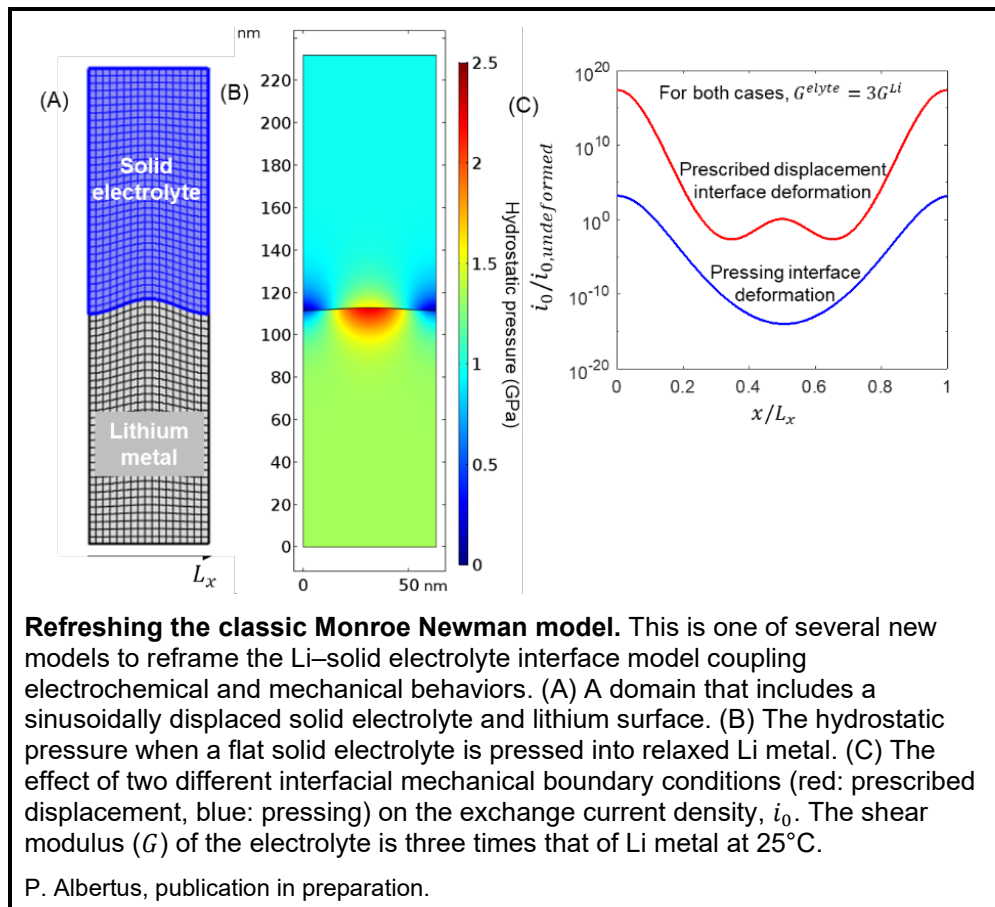 (A)
Solid
electrolyte
Lithium
metal
L_x
(B)
nm
220
200
180
160
140
120
100
80
60
40
20
0
0
50 nm
2.5
2
1.5
1
0.5
0
Hydrostatic pressure (GPa)
(C)
For both cases, G^{elyte} = 3G^{Li}
Prescribed displacement
interface deformation
Pressing interface
deformation
10^{20}
10^{10}
10^{0}
10^{-10}
10^{-20}
i_0/i_{0,undeformed}
0
0.2
0.4
0.6
0.8
1
x/L_x
Refreshing the classic Monroe Newman model. This is one of several new
models to reframe the Li–solid electrolyte interface model coupling
electrochemical and mechanical behaviors. (A) A domain that includes a
sinusoidally displaced solid electrolyte and lithium surface. (B) The hydrostatic
pressure when a flat solid electrolyte is pressed into relaxed Li metal. (C) The
effect of two different interfacial mechanical boundary conditions (red: prescribed
displacement, blue: pressing) on the exchange current density, i_0. The shear
modulus (G) of the electrolyte is three times that of Li metal at 25°C.
P. Albertus, publication in preparation.